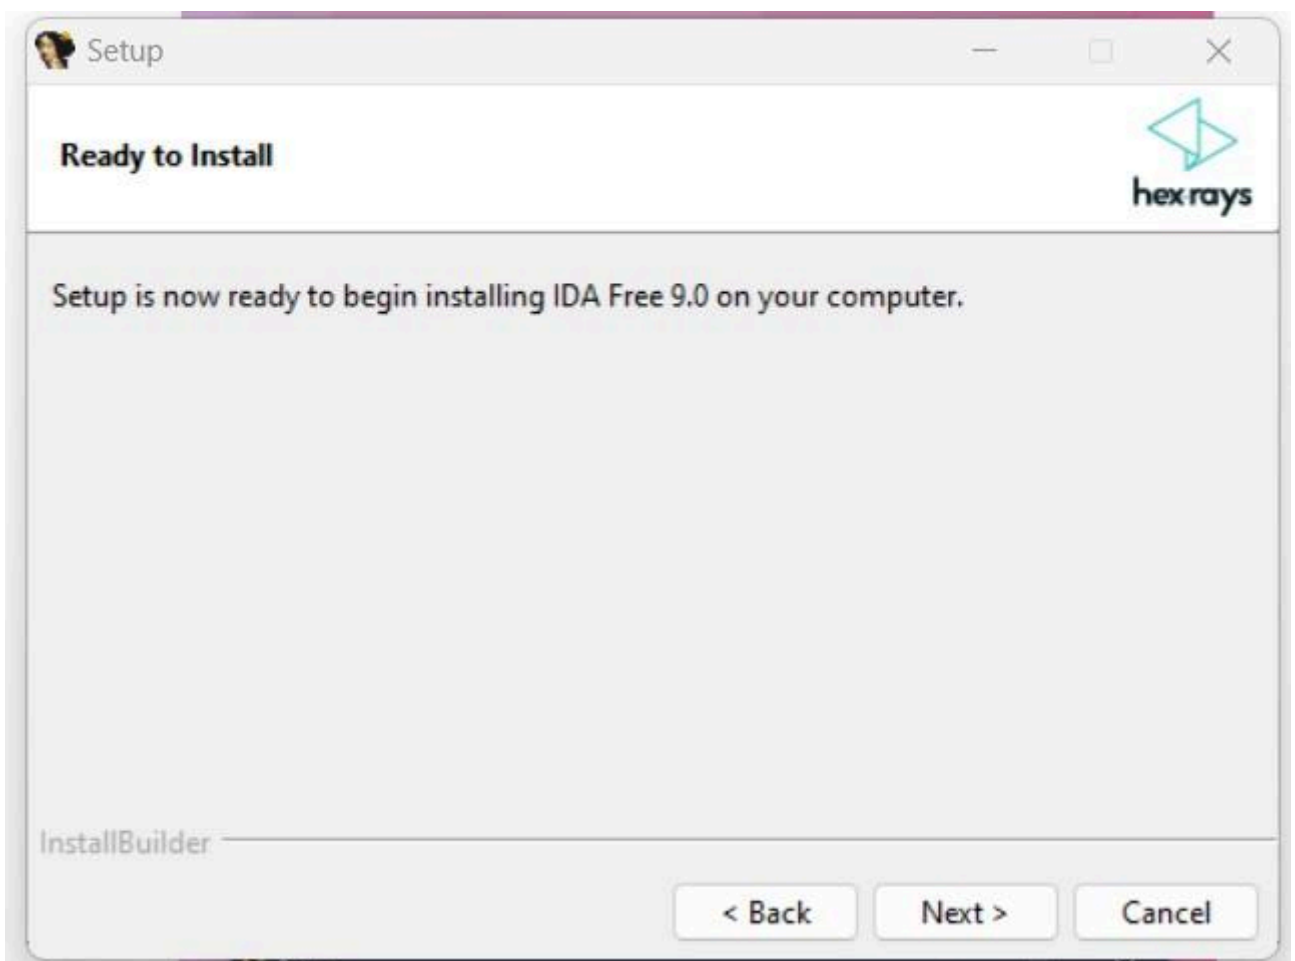 Setup
Ready to Install
hex·rays
Setup is now ready to begin installing IDA Free 9.0 on your computer.
InstallBuilder
< Back
Next >
Cancel